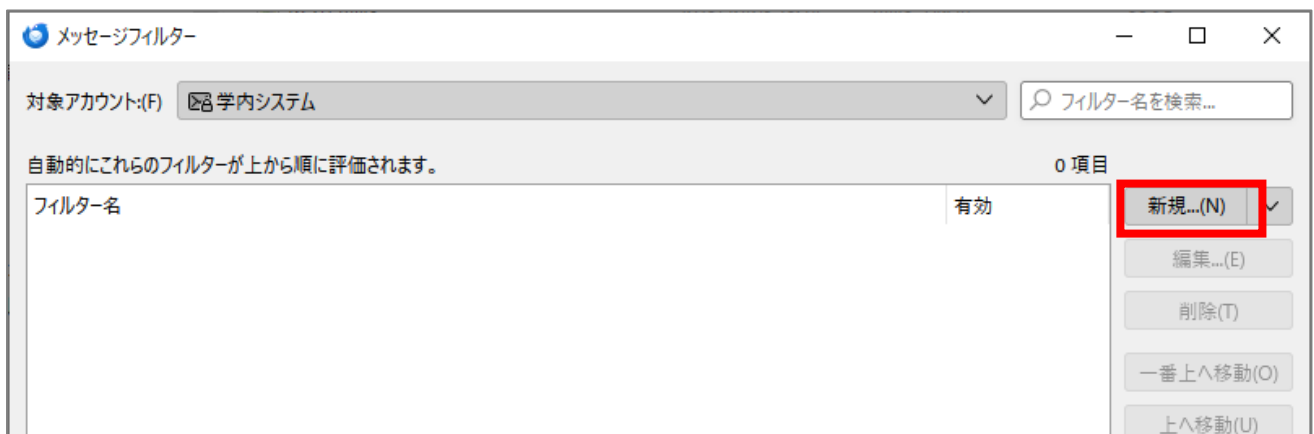 メッセージフィルター
対象アカウント:(F) 学内システム フィルター名を検索...
自動的にこれらのフィルターが上から順に評価されます。 0 項目
フィルター名 有効 新規...(N)
編集...(E)
削除(T)
一番上へ移動(O)
上へ移動(U)